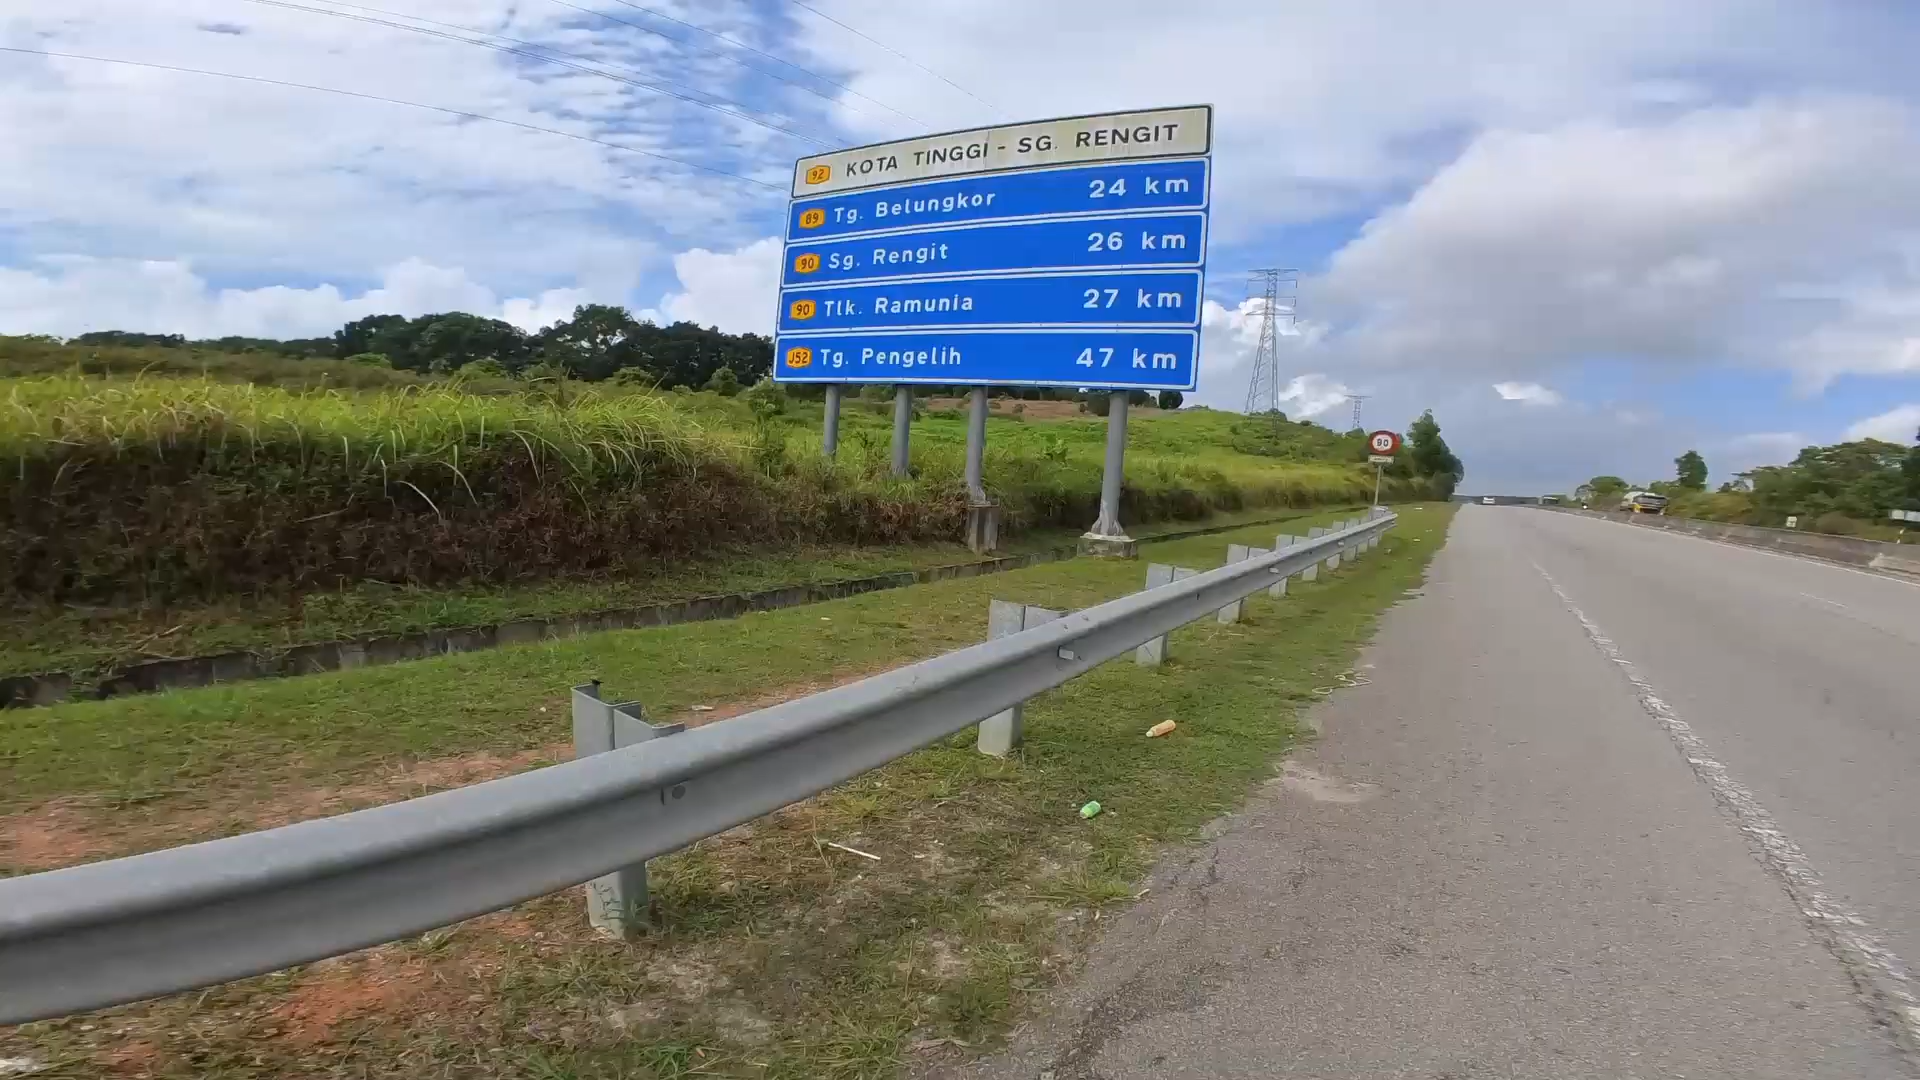 92 KOTA TINGGI - SG. RENGIT
89 Tg. Belungkor 24 km
90 Sg. Rengit 26 km
90 Tlk. Ramunia 27 km
J52 Tg. Pengelih 47 km
90